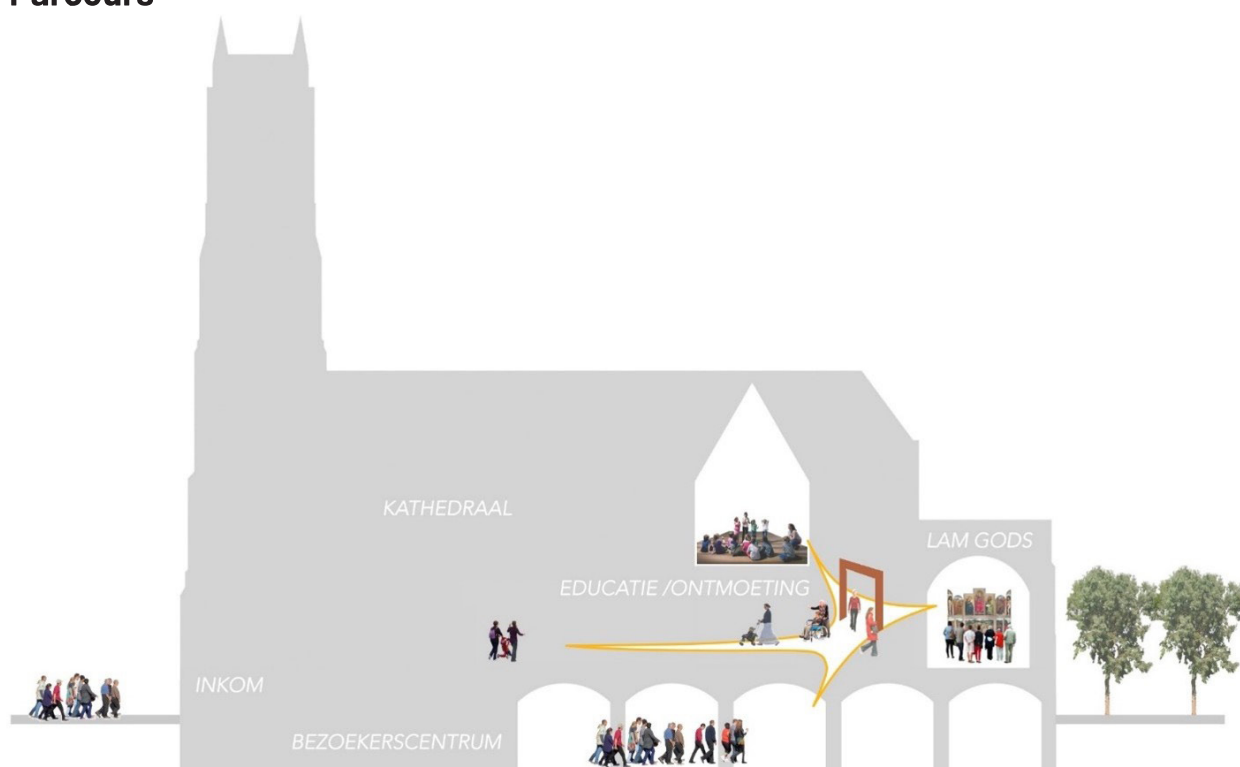 Parcours
KATHEDRAAL
LAM GODS
EDUCATIE /ONTMOETING
INKOM
BEZOEKERSCENTRUM